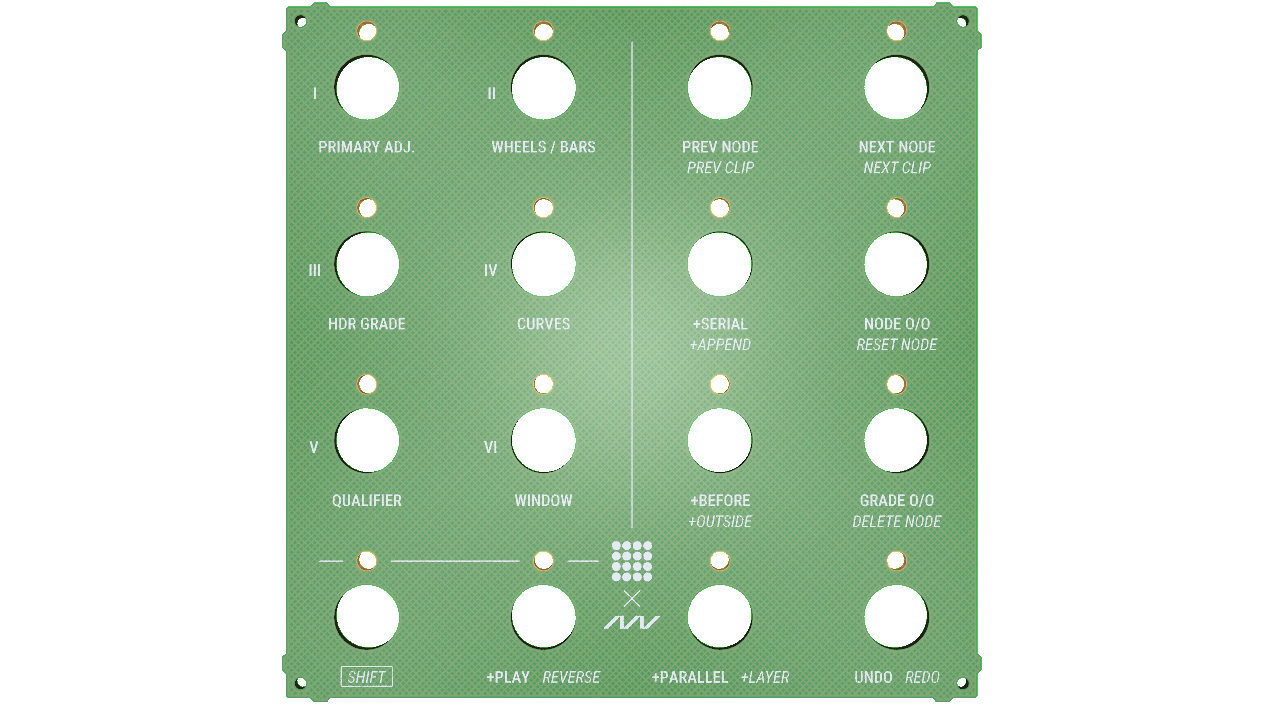 I II
PRIMARY ADJ. WHEELS / BARS PREV NODE NEXT NODE
PREV CLIP NEXT CLIP
III IV
HDR GRADE CURVES +SERIAL NODE O/O
+APPEND RESET NODE
V VI
QUALIFIER WINDOW +BEFORE GRADE O/O
+OUTSIDE DELETE NODE
SHIFT +PLAY REVERSE +PARALLEL +LAYER UNDO REDO